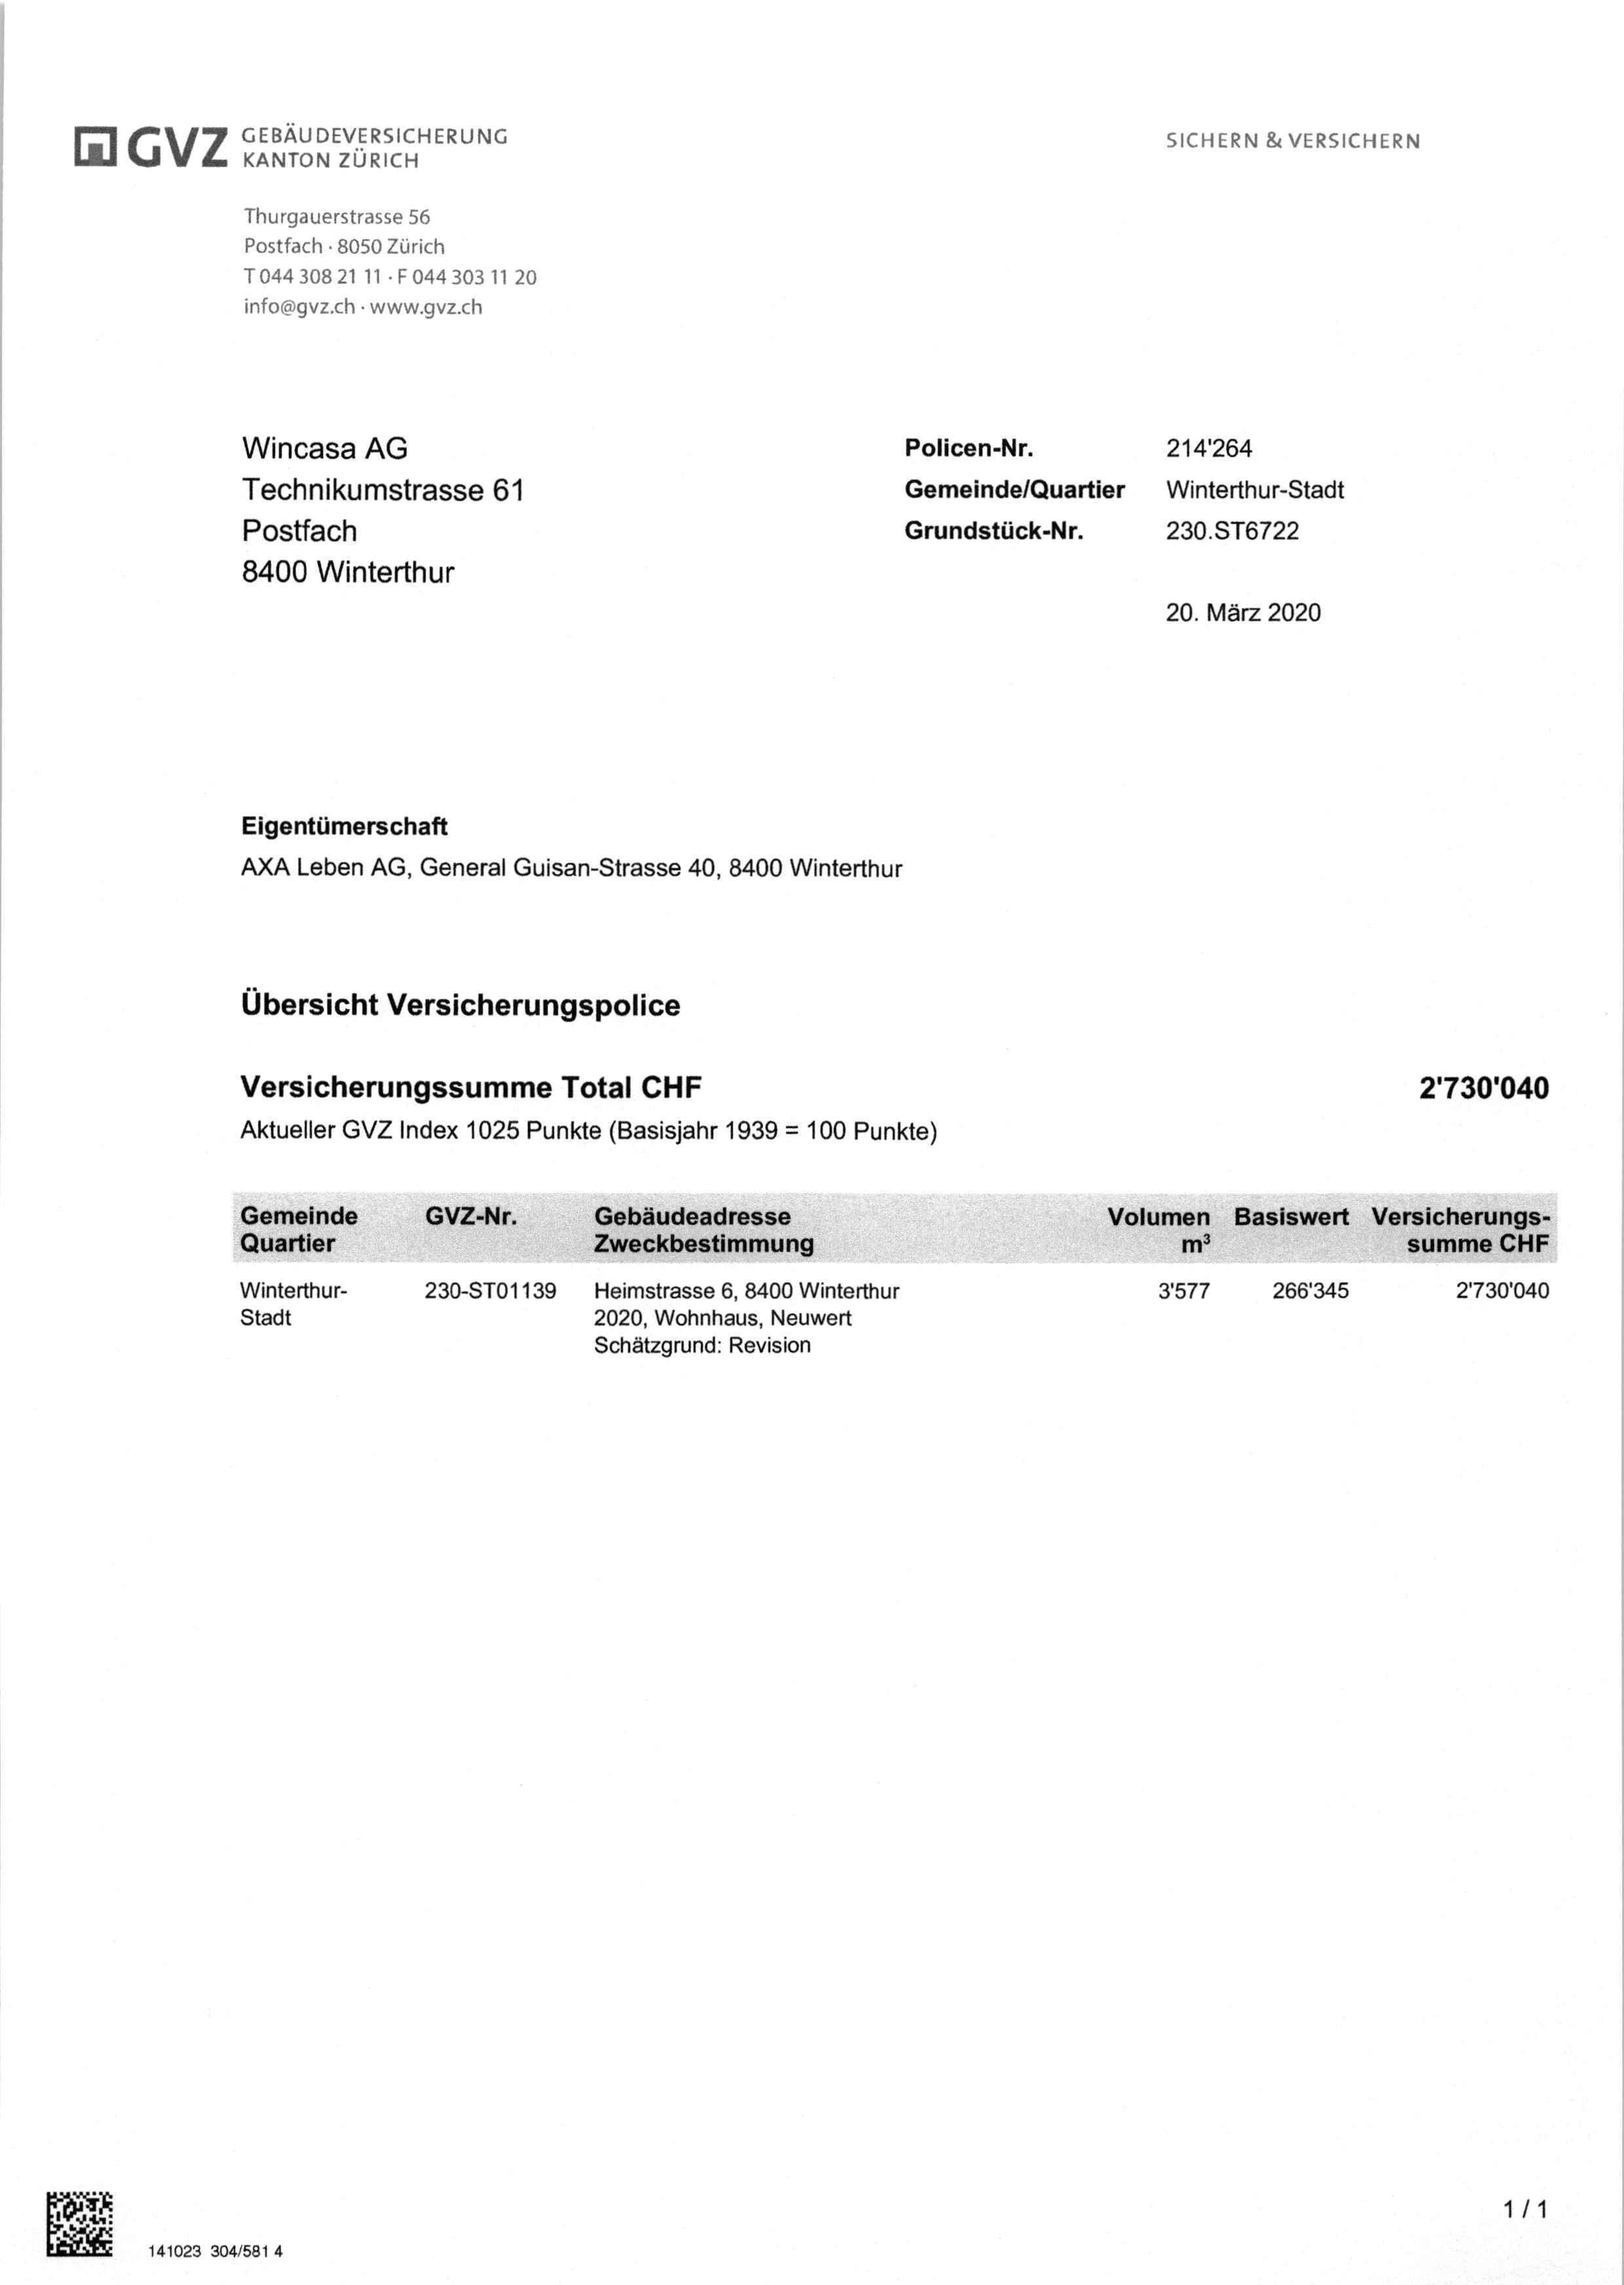 GVZ GEBÄUDEVERSICHERUNG
KANTON ZÜRICH
SICHERN & VERSICHERN
Thurgauerstrasse 56
Postfach · 8050 Zürich
T 044 308 21 11 · F 044 303 11 20
info@gvz.ch · www.gvz.ch
Wincasa AG
Technikumstrasse 61
Postfach
8400 Winterthur
Policen-Nr. 214'264
Gemeinde/Quartier Winterthur-Stadt
Grundstück-Nr. 230.ST6722
20. März 2020
Eigentümerschaft
AXA Leben AG, General Guisan-Strasse 40, 8400 Winterthur
Übersicht Versicherungspolice
Versicherungssumme Total CHF 2'730'040
Aktueller GVZ Index 1025 Punkte (Basisjahr 1939 = 100 Punkte)
Gemeinde GVZ-Nr. Gebäudeadresse Volumen Basiswert Versicherungs-
Quartier Zweckbestimmung m³ summe CHF
Winterthur- 230-ST01139 Heimstrasse 6, 8400 Winterthur 3'577 266'345 2'730'040
Stadt 2020, Wohnhaus, Neuwert
Schätzgrund: Revision
1 / 1
141023 304/581 4